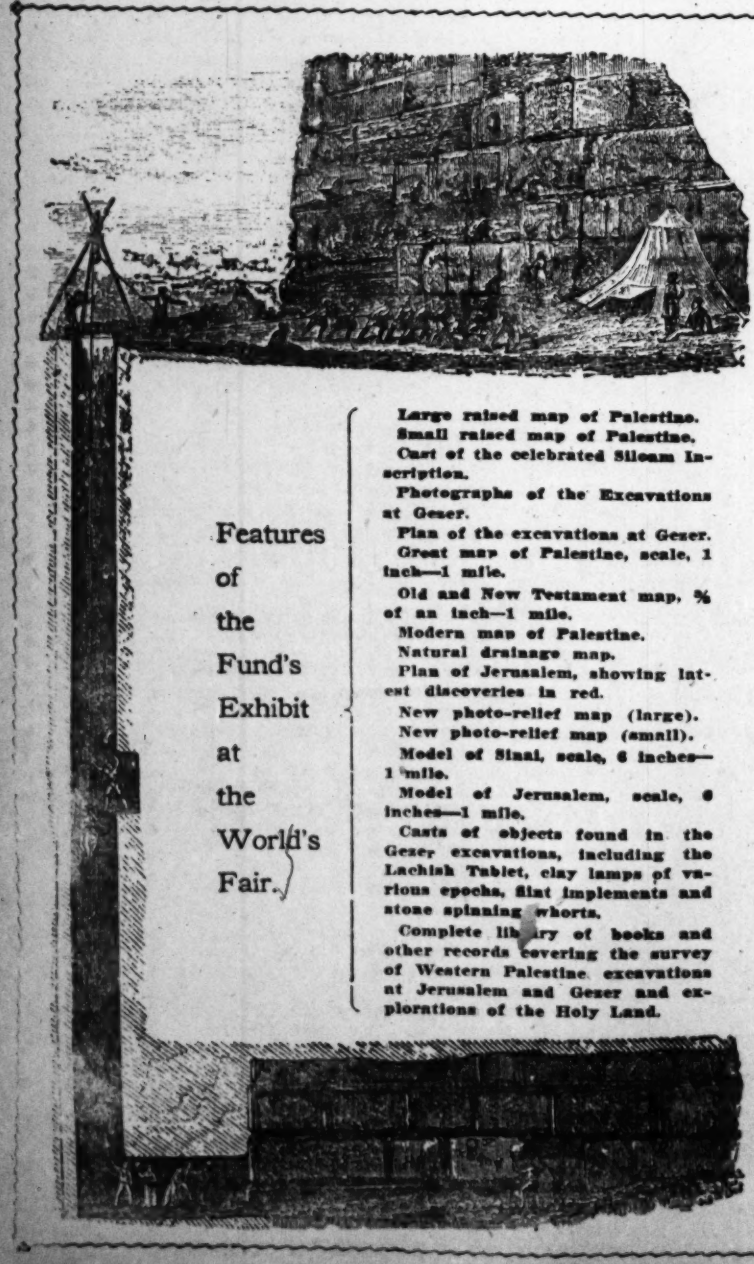 Features
of
the
Fund's
Exhibit
at
the
World's
Fair.
Large raised map of Palestine.
Small raised map of Palestine.
Cast of the celebrated Siloam In-
scription.
Photographs of the Excavations
at Gezer.
Plan of the excavations at Gezer.
Great map of Palestine, scale, 1
inch—1 mile.
Old and New Testament map, ⅜
of an inch—1 mile.
Modern map of Palestine.
Natural drainage map.
Plan of Jerusalem, showing lat-
est discoveries in red.
New photo-relief map (large).
New photo-relief map (small).
Model of Sinai, scale, 6 inches—
1 mile.
Model of Jerusalem, scale, 6
inches—1 mile.
Casts of objects found in the
Gezer excavations, including the
Lachish Tablet, clay lamps of va-
rious epochs, flint implements and
stone spinning whorts.
Complete library of books and
other records covering the survey
of Western Palestine excavations
at Jerusalem and Gezer and ex-
plorations of the Holy Land.